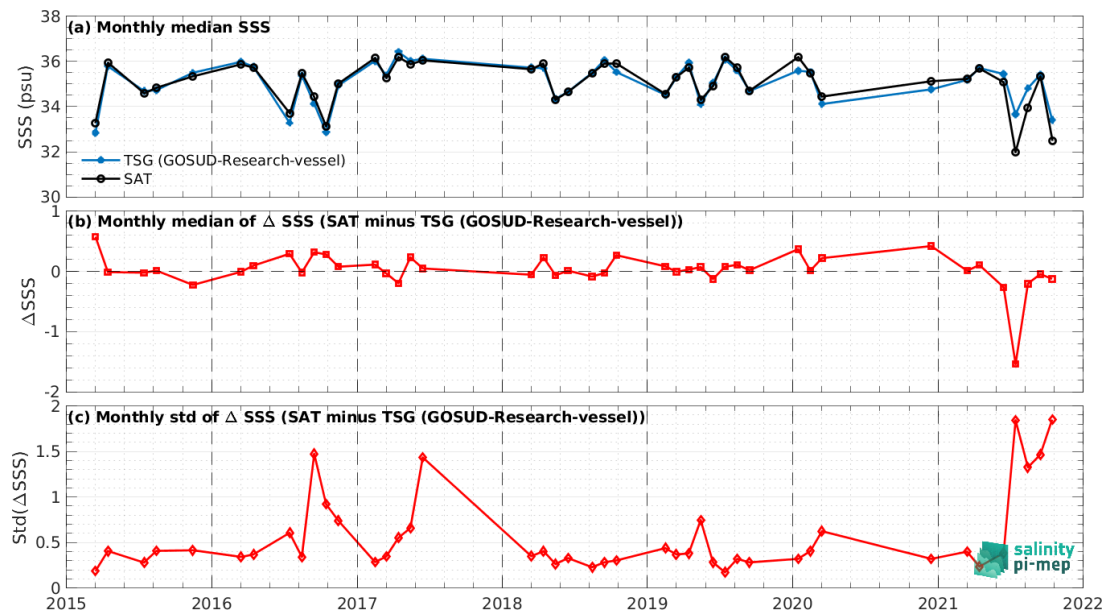 (a) Monthly median SSS
38
36
34
32
30
SSS (psu)
TSG (GOSUD-Research-vessel)
SAT
(b) Monthly median of Δ SSS (SAT minus TSG (GOSUD-Research-vessel))
1
0
-1
-2
ΔSSS
(c) Monthly std of Δ SSS (SAT minus TSG (GOSUD-Research-vessel))
2
1.5
1
0.5
0
Std(ΔSSS)
salinity
pi-mep
2015 2016 2017 2018 2019 2020 2021 2022